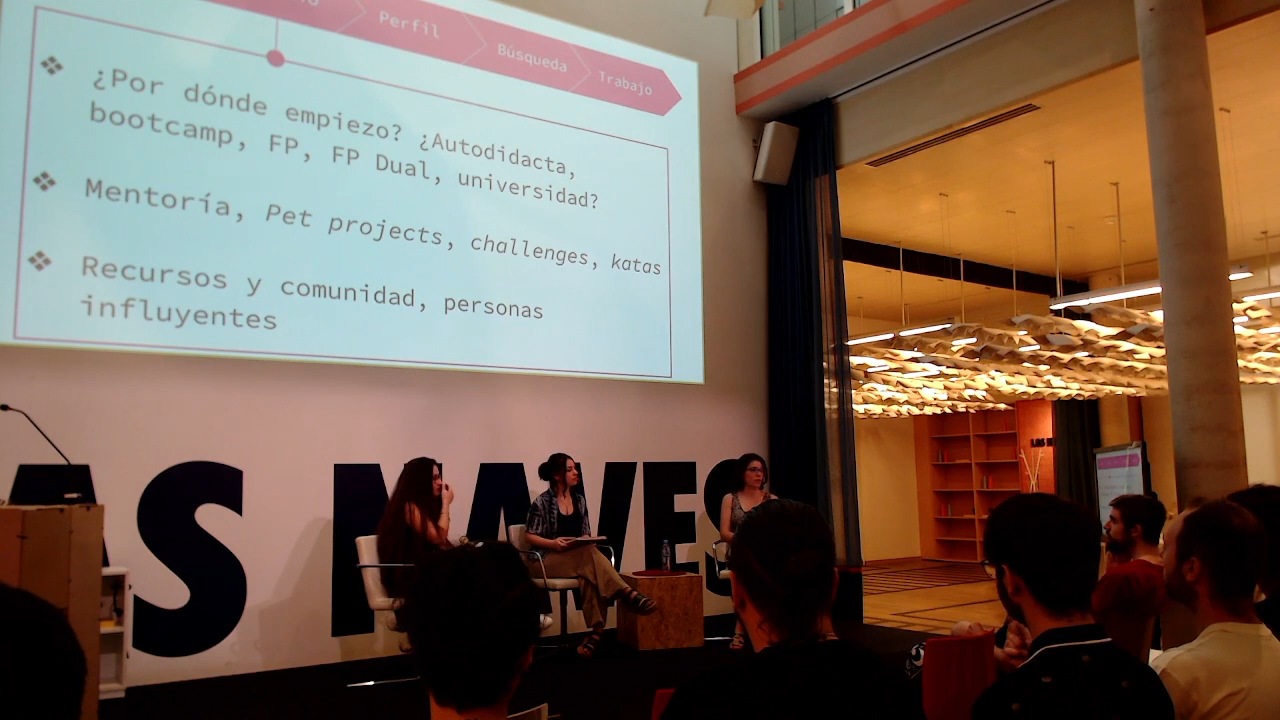 Perfil
Búsqueda
Trabajo
¿Por dónde empiezo? ¿Autodidacta,
bootcamp, FP, FP Dual, universidad?
Mentoría, Pet projects, challenges, katas
Recursos y comunidad, personas
influyentes
AS NAVES